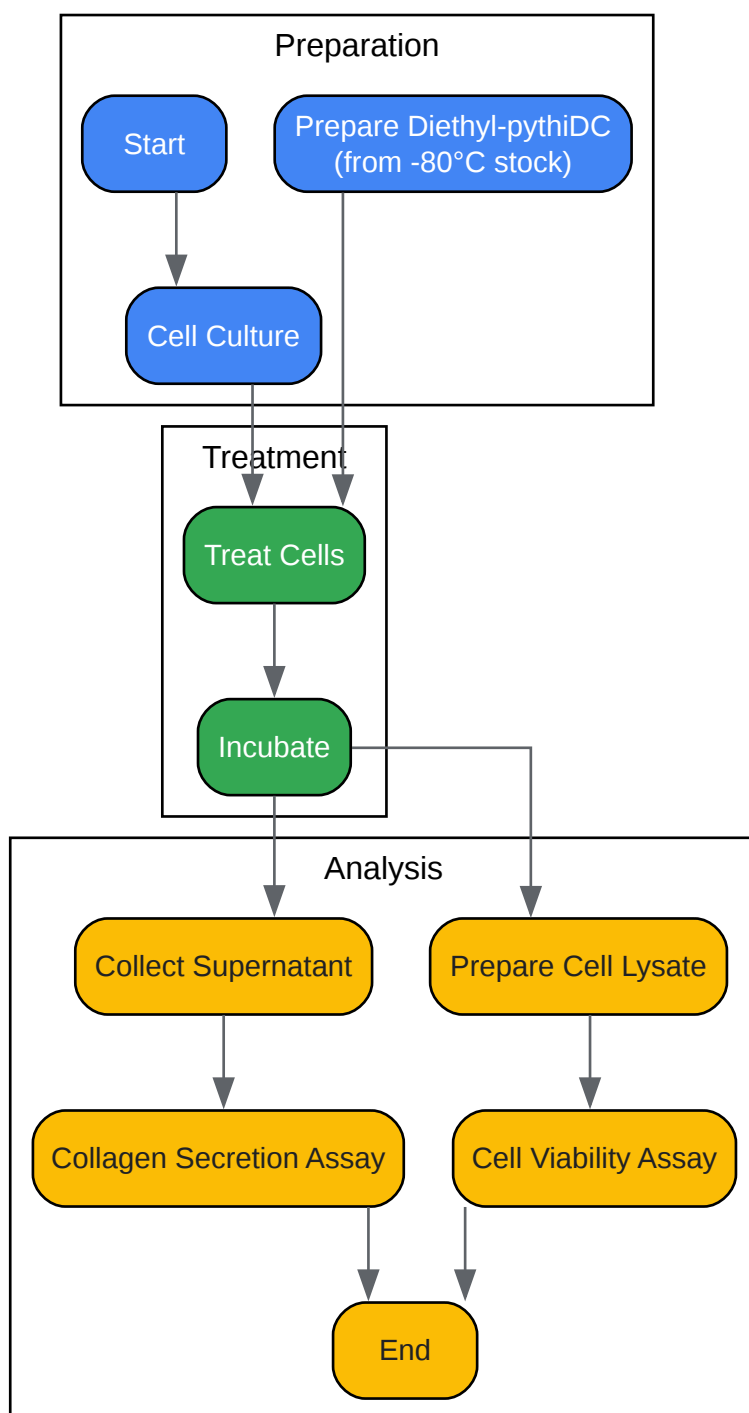 Preparation
Start
Prepare Diethyl-pythiDC
(from -80°C stock)
Cell Culture
Treatment
Treat Cells
Incubate
Analysis
Collect Supernatant
Prepare Cell Lysate
Collagen Secretion Assay
Cell Viability Assay
End